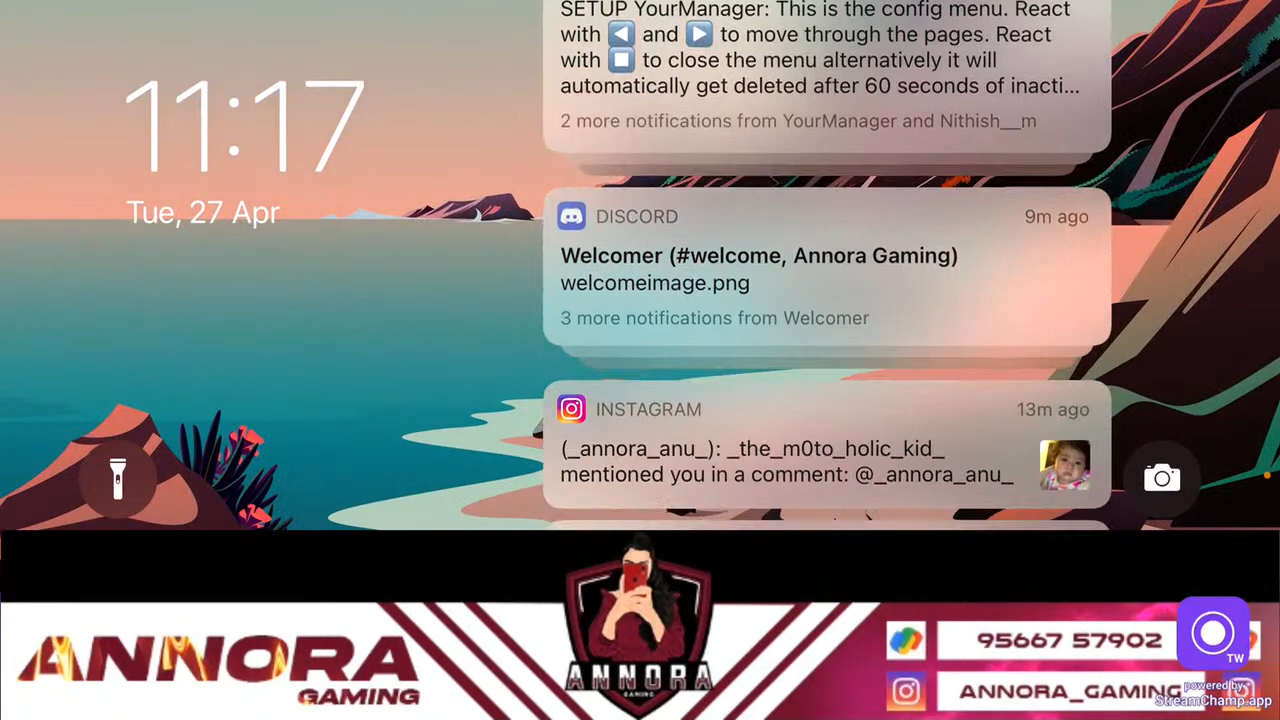 SETUP YourManager: This is the config menu. React
with ◀ and ▶ to move through the pages. React
with ⏹ to close the menu alternatively it will
automatically get deleted after 60 seconds of inacti...
2 more notifications from YourManager and Nithish__m
11:17
Tue, 27 Apr
DISCORD
9m ago
Welcomer (#welcome, Annora Gaming)
welcomeimage.png
3 more notifications from Welcomer
INSTAGRAM
13m ago
(_annora_anu_): _the_m0to_holic_kid_
mentioned you in a comment: @_annora_anu_
ANNORA
GAMING
ANNORA
GAMING
95667 57902
ANNORA_GAMING
TW
powered by
StreamChamp.app